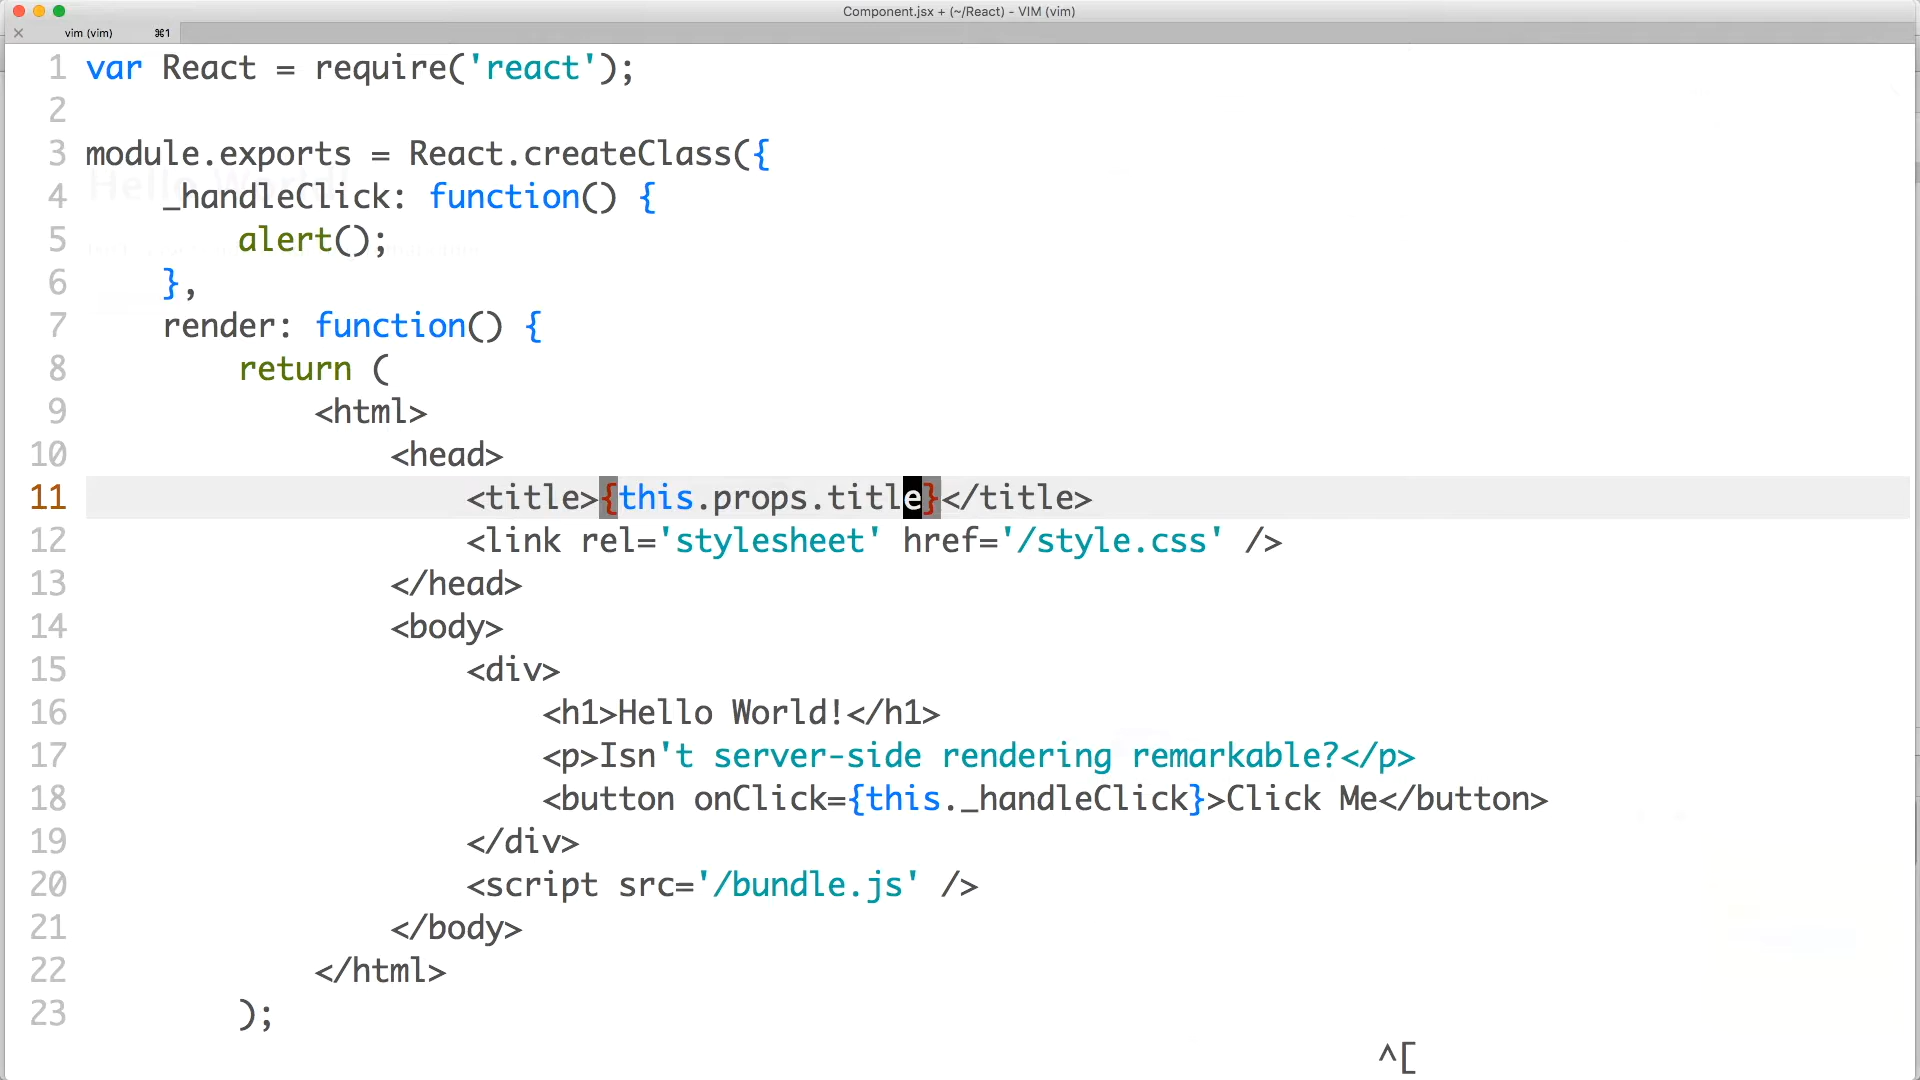 Component.jsx + (~/React) - VIM (vim)
vim (vim) ⌘1
1 var React = require('react');
2
3 module.exports = React.createClass({
4     _handleClick: function() {
5         alert();
6     },
7     render: function() {
8         return (
9             <html>
10                 <head>
11                     <title>{this.props.title}</title>
12                     <link rel='stylesheet' href='/style.css' />
13                 </head>
14                 <body>
15                     <div>
16                         <h1>Hello World!</h1>
17                         <p>Isn't server-side rendering remarkable?</p>
18                         <button onClick={this._handleClick}>Click Me</button>
19                     </div>
20                     <script src='/bundle.js' />
21                 </body>
22             </html>
23         );
^[